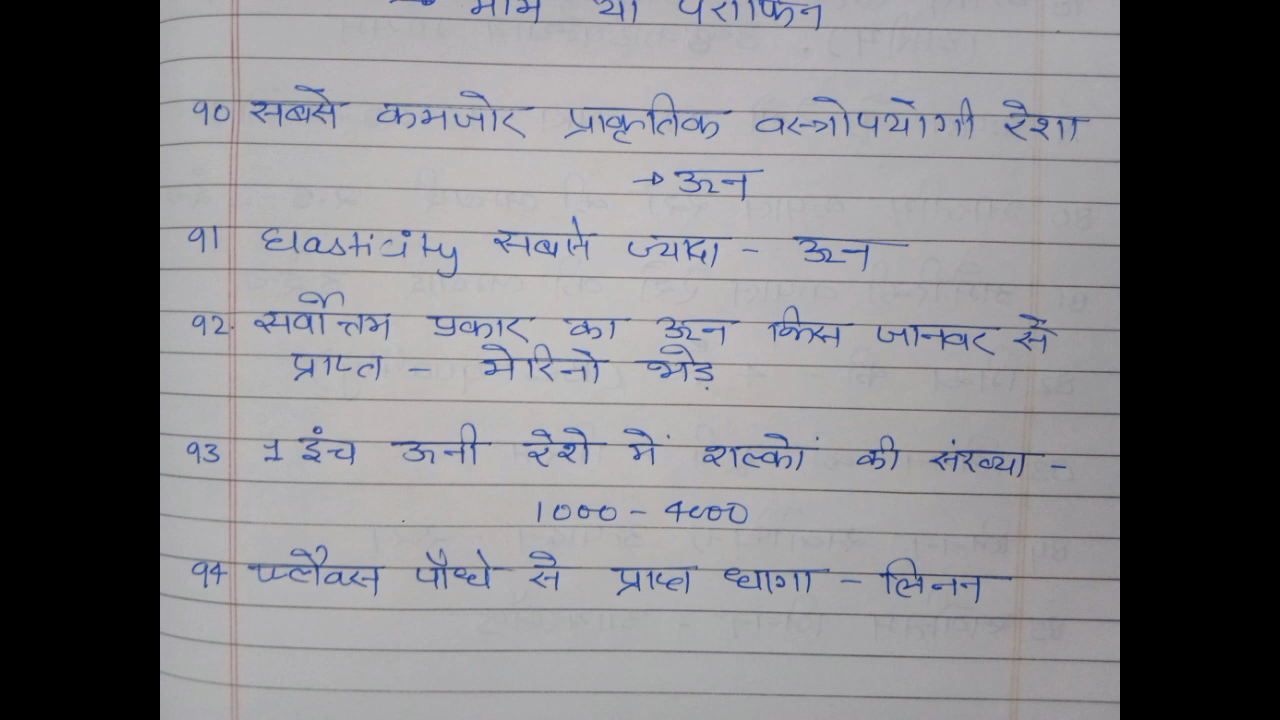 → मोम या पैराफिन
90 सबसे कमजोर प्राकृतिक वस्त्रोपयोगी रेशा
→ ऊन
91 Elasticity सबसे ज्यादा - ऊन
92. सर्वोत्तम प्रकार का ऊन किस जानवर से
प्राप्त - मेरिनो भेड़
93 1 इंच ऊनी रेशे में शल्कों की संख्या -
1000 - 4000
94 फ्लैक्स पौधे से प्राप्त धागा - लिनन